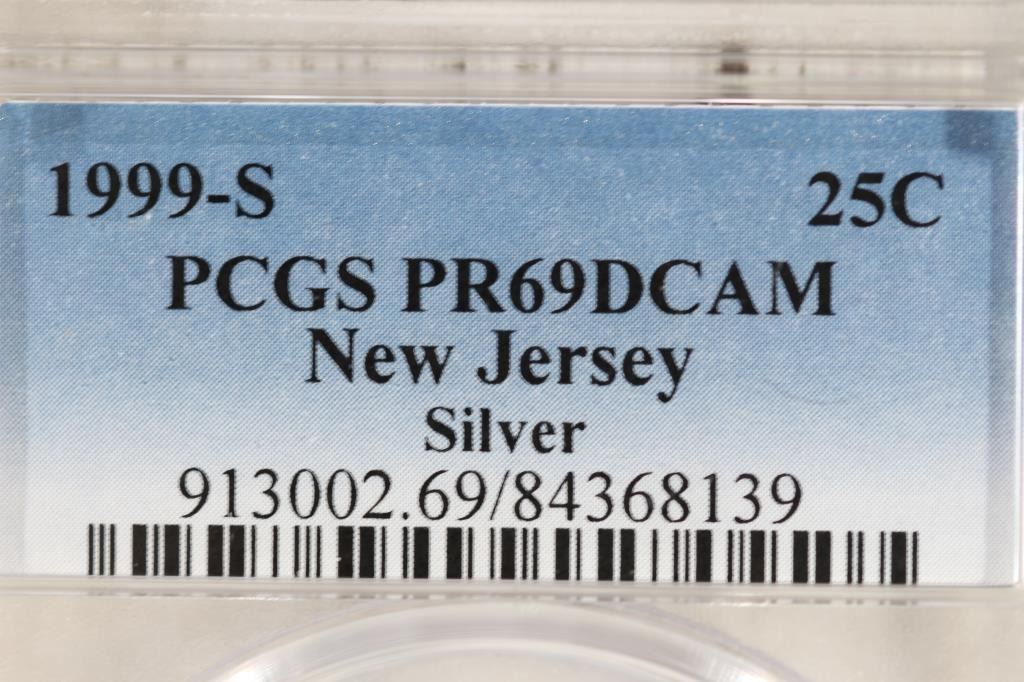 1999-S 25C
PCGS PR69DCAM
New Jersey
Silver
913002.69/84368139